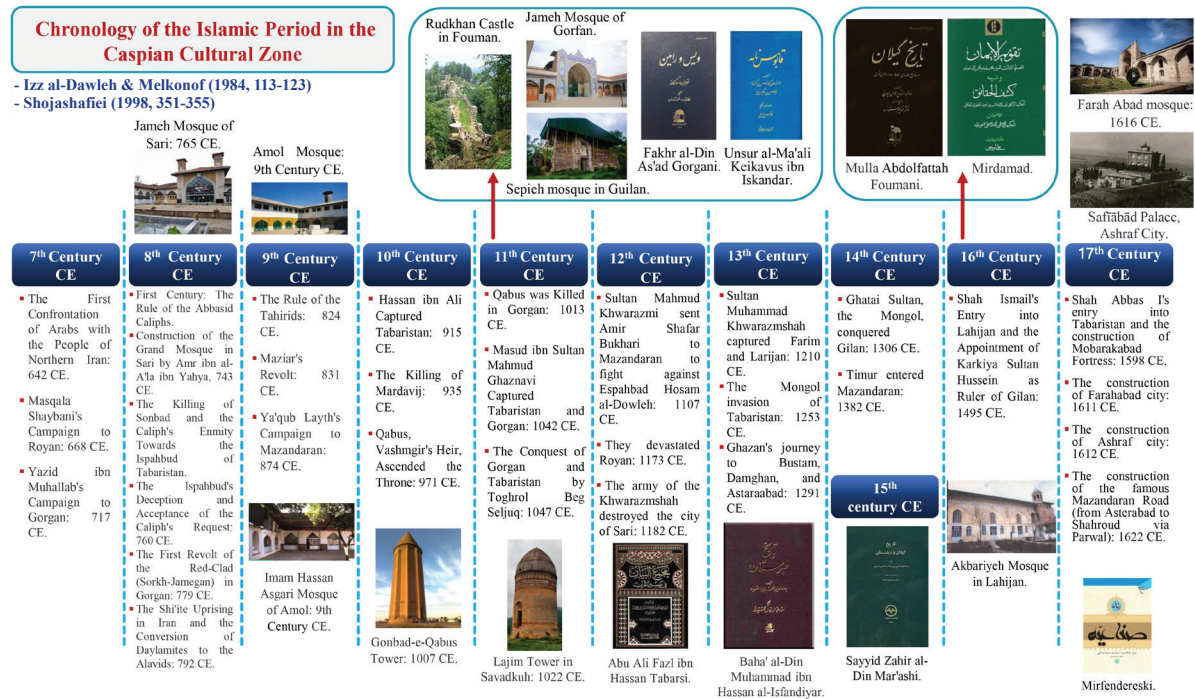 Chronology of the Islamic Period in the
Caspian Cultural Zone
- Izz al-Dawleh & Melkonof (1984, 113-123)
- Shojashafiei (1998, 351-355)
Jameh Mosque of
Sari: 765 CE.
Amol Mosque:
9th Century CE.
Rudkhan Castle
in Fouman.
Jameh Mosque of
Gorfan.
Sepieh mosque in Guilan.
ویس و رامین
Fakhr al-Din
As'ad Gorgani.
قابوس نامه
Unsur al-Ma'ali
Keikavus ibn
Iskandar.
تاریخ گیلان
Mulla Abdolfattah
Foumani.
تقویم الایمان
کشف الحقائق
Mirdamad.
Farah Abad mosque:
1616 CE.
Safīābād Palace,
Ashraf City.
7th Century
CE
▪ The First
Confrontation
of Arabs with
the People of
Northern Iran:
642 CE.
▪ Masqala
Shaybani's
Campaign to
Royan: 668 CE.
▪ Yazid ibn
Muhallab's
Campaign to
Gorgan: 717
CE.
8th Century
CE
▪ First Century: The
Rule of the Abbasid
Caliphs.
▪ Construction of the
Grand Mosque in
Sari by Amr ibn al-
A'la ibn Yahya, 743
CE.
▪ The Killing of
Sonbad and the
Caliph's Enmity
Towards the
Ispahbud of
Tabaristan.
▪ The Ispahbud's
Deception and
Acceptance of the
Caliph's Request:
760 CE.
▪ The First Revolt of
the Red-Clad
(Sorkh-Jamegan) in
Gorgan: 779 CE.
▪ The Shi'ite Uprising
in Iran and the
Conversion of
Daylamites to the
Alavids: 792 CE.
9th Century
CE
▪ The Rule of the
Tahirids: 824
CE.
▪ Maziar's
Revolt: 831
CE.
▪ Ya'qub Layth's
Campaign to
Mazandaran:
874 CE.
Imam Hassan
Asgari Mosque
of Amol: 9th
Century CE.
10th Century
CE
▪ Hassan ibn Ali
Captured
Tabaristan: 915
CE.
▪ The Killing of
Mardavij: 935
CE.
▪ Qabus,
Vashmgir's Heir,
Ascended the
Throne: 971 CE.
Gonbad-e-Qabus
Tower: 1007 CE.
11th Century
CE
▪ Qabus was Killed
in Gorgan: 1013
CE.
▪ Masud ibn Sultan
Mahmud
Ghaznavi
Captured
Tabaristan and
Gorgan: 1042 CE.
▪ The Conquest of
Gorgan and
Tabaristan by
Toghrol Beg
Seljuq: 1047 CE.
Lajim Tower in
Savadkuh: 1022 CE.
12th Century
CE
▪ Sultan Mahmud
Khwarazmi sent
Amir Shafar
Bukhari to
Mazandaran to
fight against
Espahbad Hosam
al-Dowleh: 1107
CE.
▪ They devastated
Royan: 1173 CE.
▪ The army of the
Khwarazmshah
destroyed the city
of Sari: 1182 CE.
مجمع البیان
Abu Ali Fazl ibn
Hassan Tabarsi.
13th Century
CE
▪ Sultan
Muhammad
Khwarazmshah
captured Farim
and Larijan: 1210
CE.
▪ The Mongol
invasion of
Tabaristan: 1253
CE.
▪ Ghazan's journey
to Bustam,
Damghan, and
Astaraabad: 1291
CE.
Baha' al-Din
Muhammad ibn
Hassan al-Isfandiyar.
14th Century
CE
▪ Ghatai Sultan,
the Mongol,
conquered
Gilan: 1306 CE.
▪ Timur entered
Mazandaran:
1382 CE.
15th
century CE
Sayyid Zahir al-
Din Mar'ashi.
16th Century
CE
▪ Shah Ismail's
Entry into
Lahijan and the
Appointment of
Karkiya Sultan
Hussein as
Ruler of Gilan:
1495 CE.
Akbariyeh Mosque
in Lahijan.
17th Century
CE
▪ Shah Abbas I's
entry into
Tabaristan and the
construction of
Mobarakabad
Fortress: 1598 CE.
▪ The construction
of Farahabad city:
1611 CE.
▪ The construction
of Ashraf city:
1612 CE.
▪ The construction
of the famous
Mazandaran Road
(from Asterabad to
Shahroud via
Parwal): 1622 CE.
صناعیه
Mirfendereski.